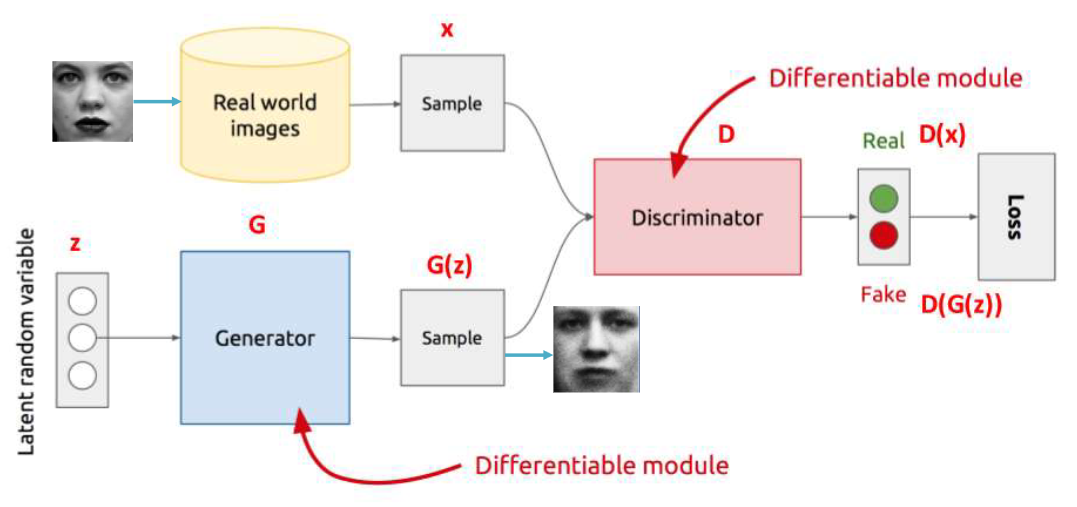 x
Real world
images
Sample
Differentiable module
D
Discriminator
Real
D(x)
Loss
Fake
D(G(z))
Latent random variable
z
G
Generator
G(z)
Sample
Differentiable module